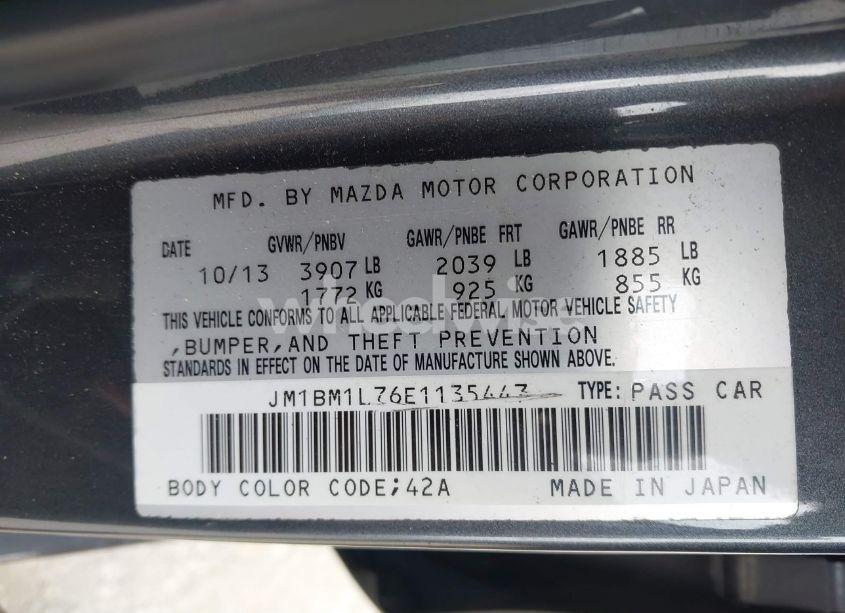 MFD. BY MAZDA MOTOR CORPORATION
DATE GVWR/PNBV GAWR/PNBE FRT GAWR/PNBE RR
10/13 3907 LB 2039 LB 1885 LB
1772 KG 925 KG 855 KG
wheelwise
THIS VEHICLE CONFORMS TO ALL APPLICABLE FEDERAL MOTOR VEHICLE SAFETY
,BUMPER,AND THEFT PREVENTION
STANDARDS IN EFFECT ON THE DATE OF MANUFACTURE SHOWN ABOVE.
JM1BM1L76E1135443 TYPE: PASS CAR
BODY COLOR CODE;42A MADE IN JAPAN